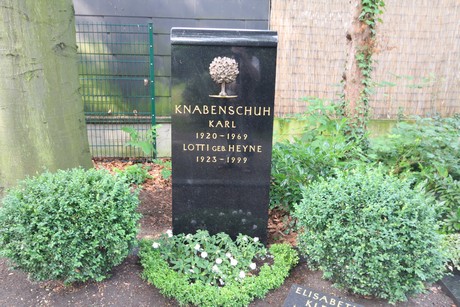 KNABENSCHUH
KARL
1920-1969
LOTTI GEB. HEYNE
1923-1999